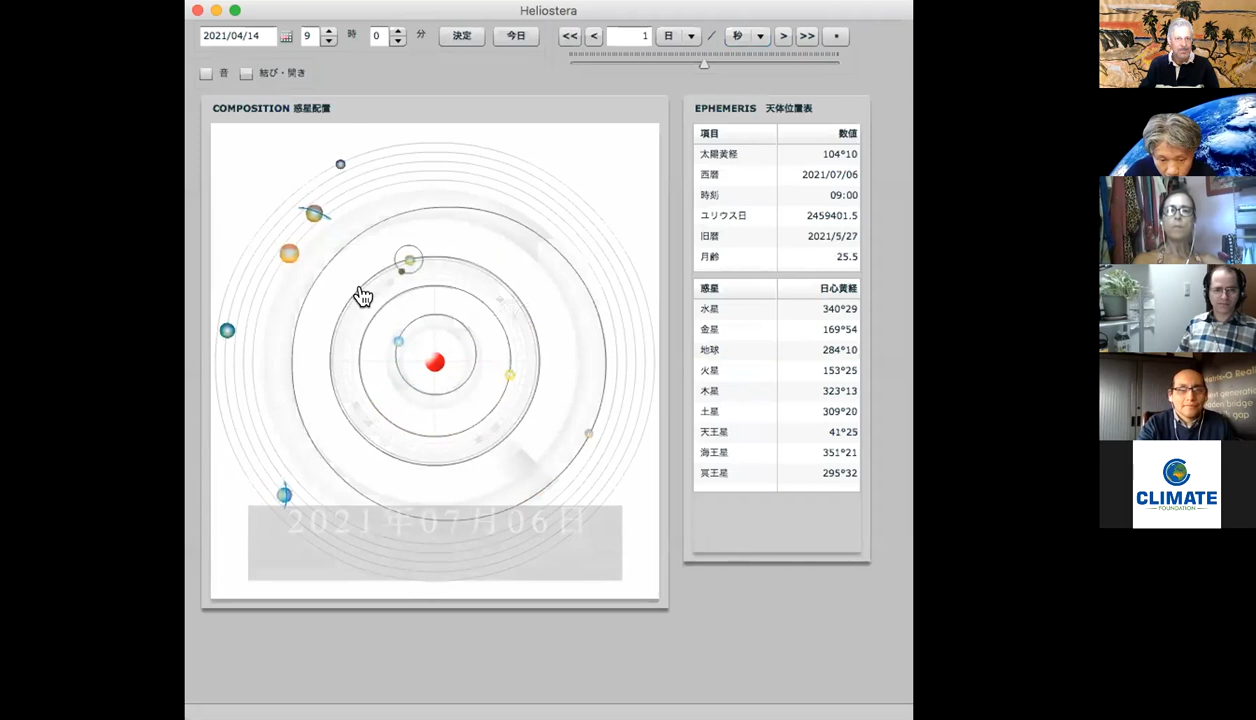 Heliostera
2021/04/14 9 時 0 分 決定 今日 << < 1 日 / 秒 > >>
音 結び・開き
COMPOSITION 惑星配置
2021年07月06日
EPHEMERIS 天体位置表
項目 数値
太陽黄経 104°10
西暦 2021/07/06
時刻 09:00
ユリウス日 2459401.5
旧暦 2021/5/27
月齢 25.5
惑星 日心黄経
水星 340°29
金星 169°54
地球 284°10
火星 153°25
木星 323°13
土星 309°20
天王星 41°25
海王星 351°21
冥王星 295°32
CLIMATE
FOUNDATION